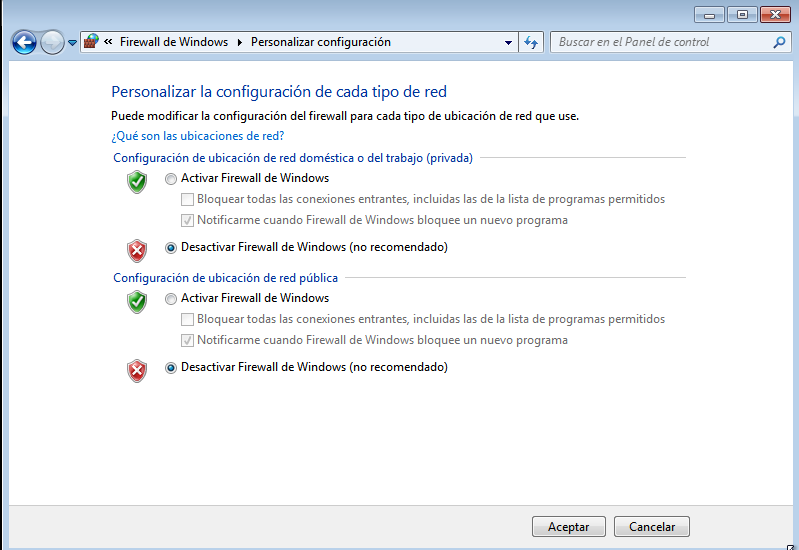 « Firewall de Windows Personalizar configuración
Buscar en el Panel de control
Personalizar la configuración de cada tipo de red
Puede modificar la configuración del firewall para cada tipo de ubicación de red que use.
¿Qué son las ubicaciones de red?
Configuración de ubicación de red doméstica o del trabajo (privada)
Activar Firewall de Windows
Bloquear todas las conexiones entrantes, incluidas las de la lista de programas permitidos
Notificarme cuando Firewall de Windows bloquee un nuevo programa
Desactivar Firewall de Windows (no recomendado)
Configuración de ubicación de red pública
Activar Firewall de Windows
Bloquear todas las conexiones entrantes, incluidas las de la lista de programas permitidos
Notificarme cuando Firewall de Windows bloquee un nuevo programa
Desactivar Firewall de Windows (no recomendado)
Aceptar Cancelar